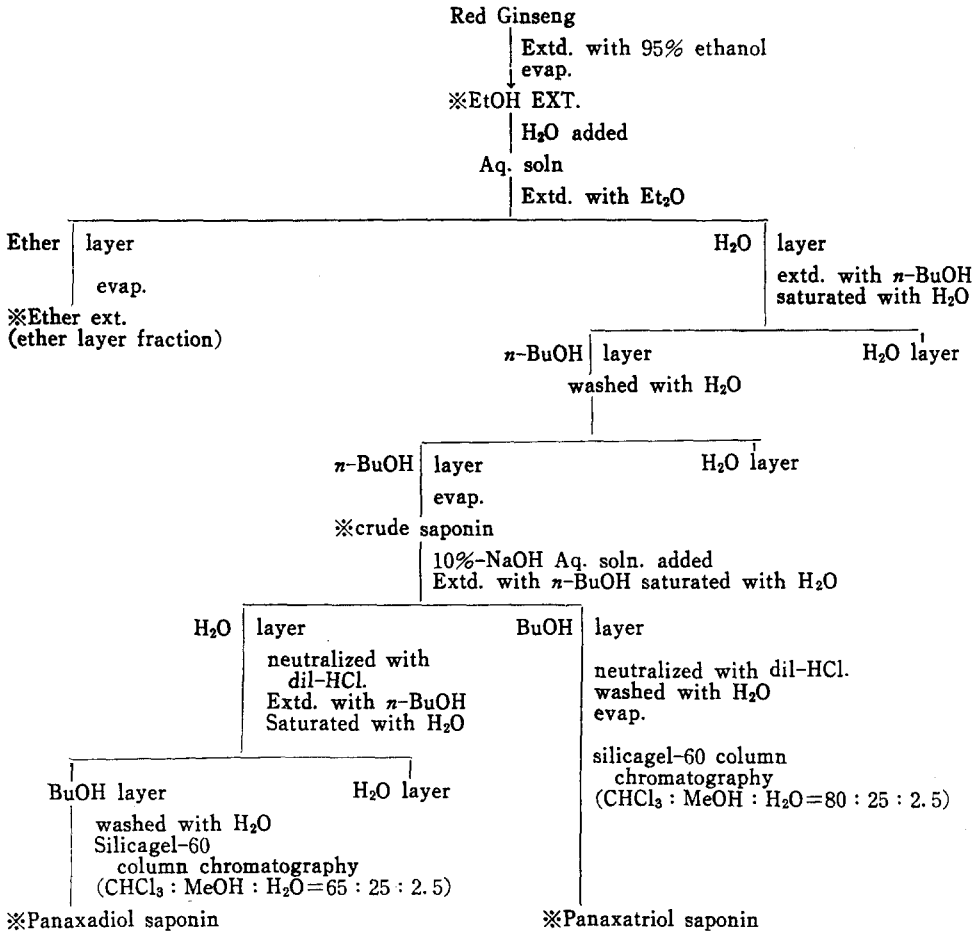 Red Ginseng
Extd. with 95% ethanol
evap.
※EtOH EXT.
H₂O added
Aq. soln
Extd. with Et₂O
Ether layer
evap.
※Ether ext.
(ether layer fraction)
H₂O layer
extd. with n-BuOH
saturated with H₂O
n-BuOH layer
washed with H₂O
H₂O layer
n-BuOH layer
evap.
H₂O layer
※crude saponin
10%-NaOH Aq. soln. added
Extd. with n-BuOH saturated with H₂O
H₂O layer
neutralized with
dil-HCl.
Extd. with n-BuOH
Saturated with H₂O
BuOH layer
neutralized with dil-HCl.
washed with H₂O
evap.
silicagel-60 column
chromatography
(CHCl₃ : MeOH : H₂O=80 : 25 : 2.5)
BuOH layer
H₂O layer
washed with H₂O
Silicagel-60
column chromatography
(CHCl₃ : MeOH : H₂O=65 : 25 : 2.5)
※Panaxadiol saponin
※Panaxatriol saponin